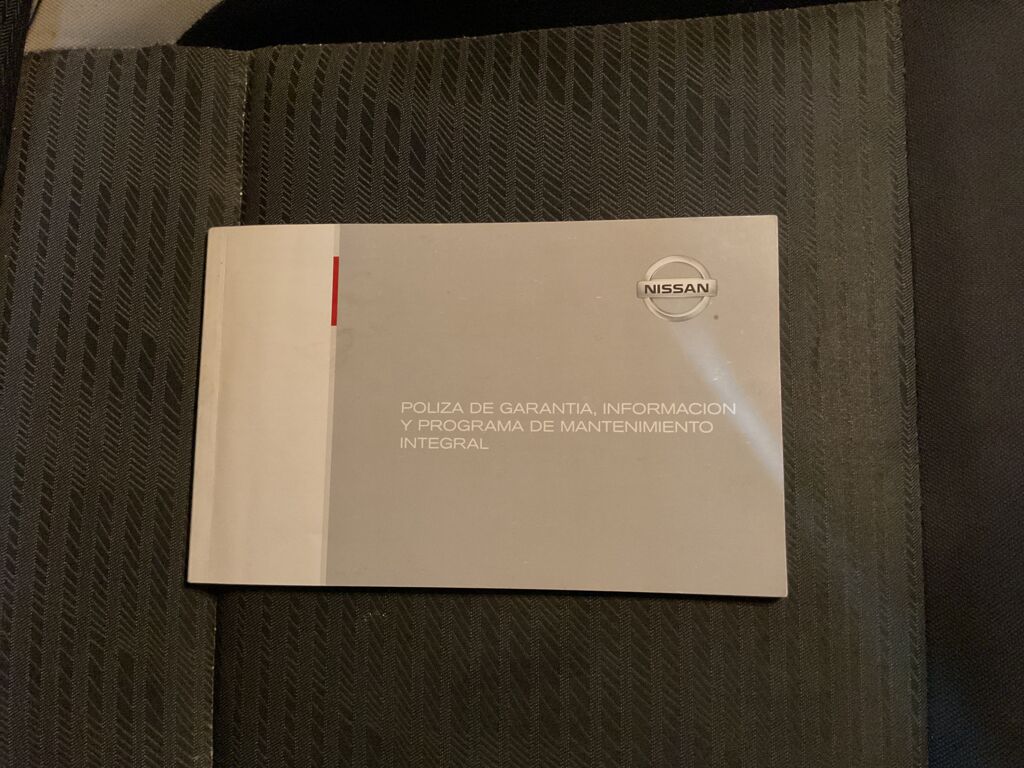 NISSAN
POLIZA DE GARANTIA, INFORMACION
Y PROGRAMA DE MANTENIMIENTO
INTEGRAL